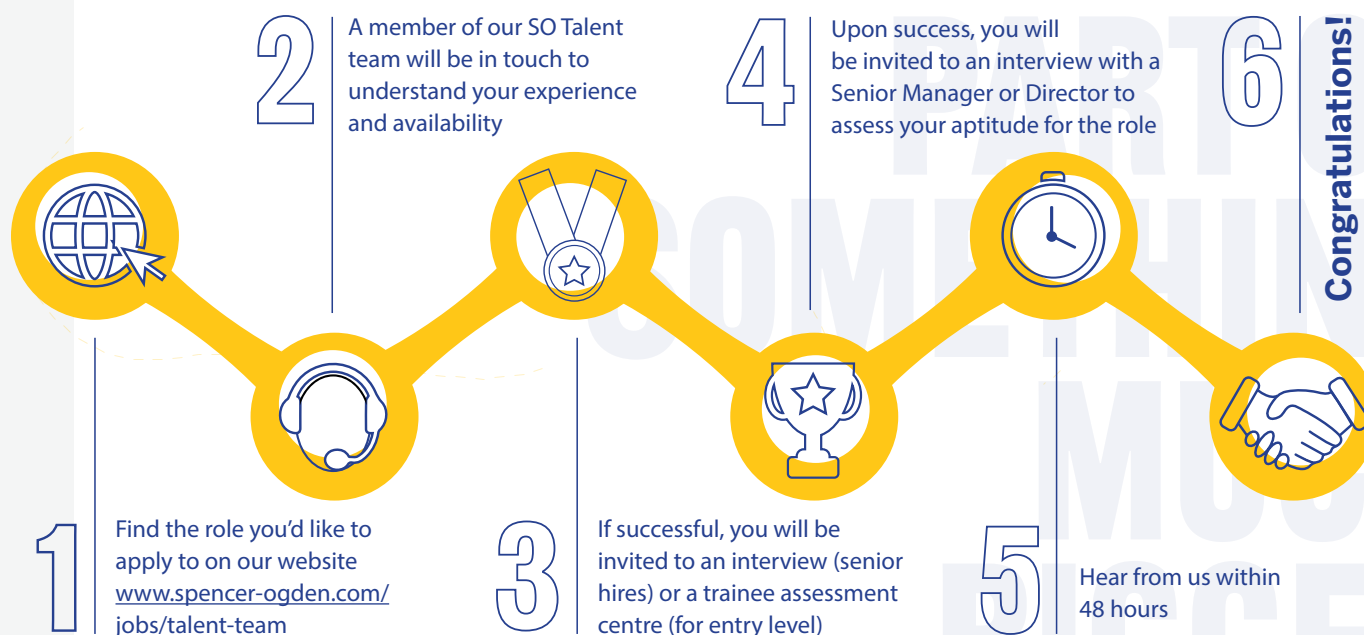 1
Find the role you’d like to
apply to on our website
www.spencer-ogden.com/
jobs/talent-team
2
A member of our SO Talent
team will be in touch to
understand your experience
and availability
3
If successful, you will be
invited to an interview (senior
hires) or a trainee assessment
centre (for entry level)
4
Upon success, you will
be invited to an interview with a
Senior Manager or Director to
assess your aptitude for the role
5
Hear from us within
48 hours
6
Congratulations!
PART O
SOMETHIN